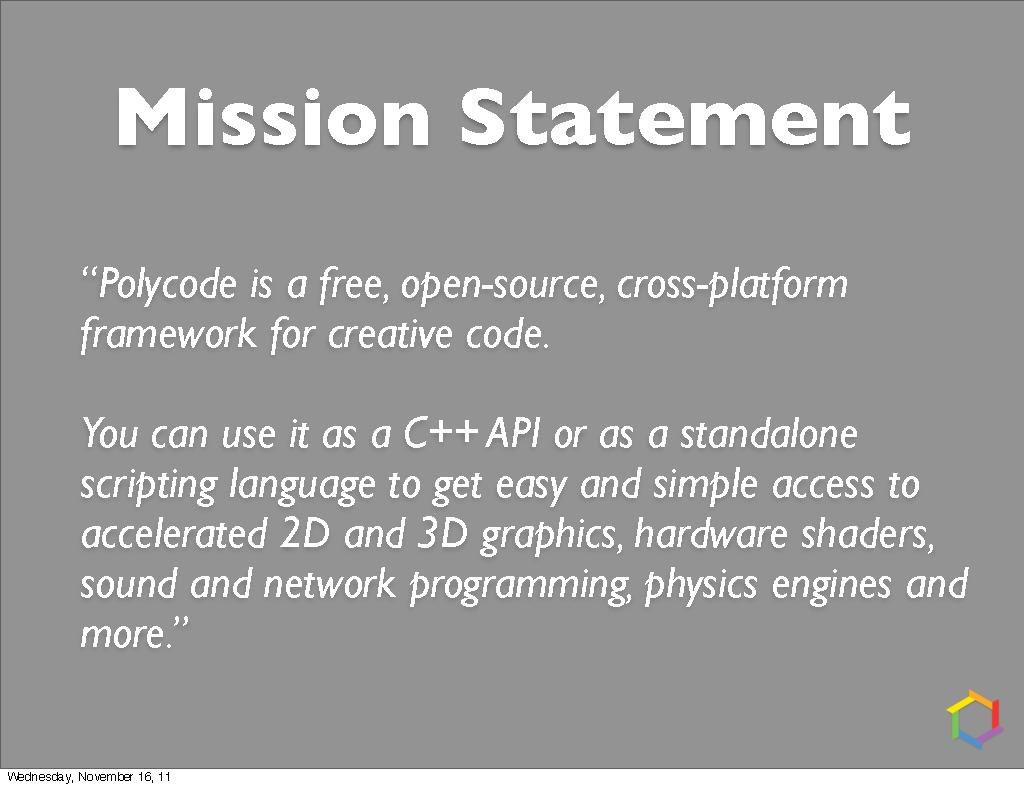 Mission Statement
“Polycode is a free, open-source, cross-platform
framework for creative code.
You can use it as a C++ API or as a standalone
scripting language to get easy and simple access to
accelerated 2D and 3D graphics, hardware shaders,
sound and network programming, physics engines and
more.”
Wednesday, November 16, 11